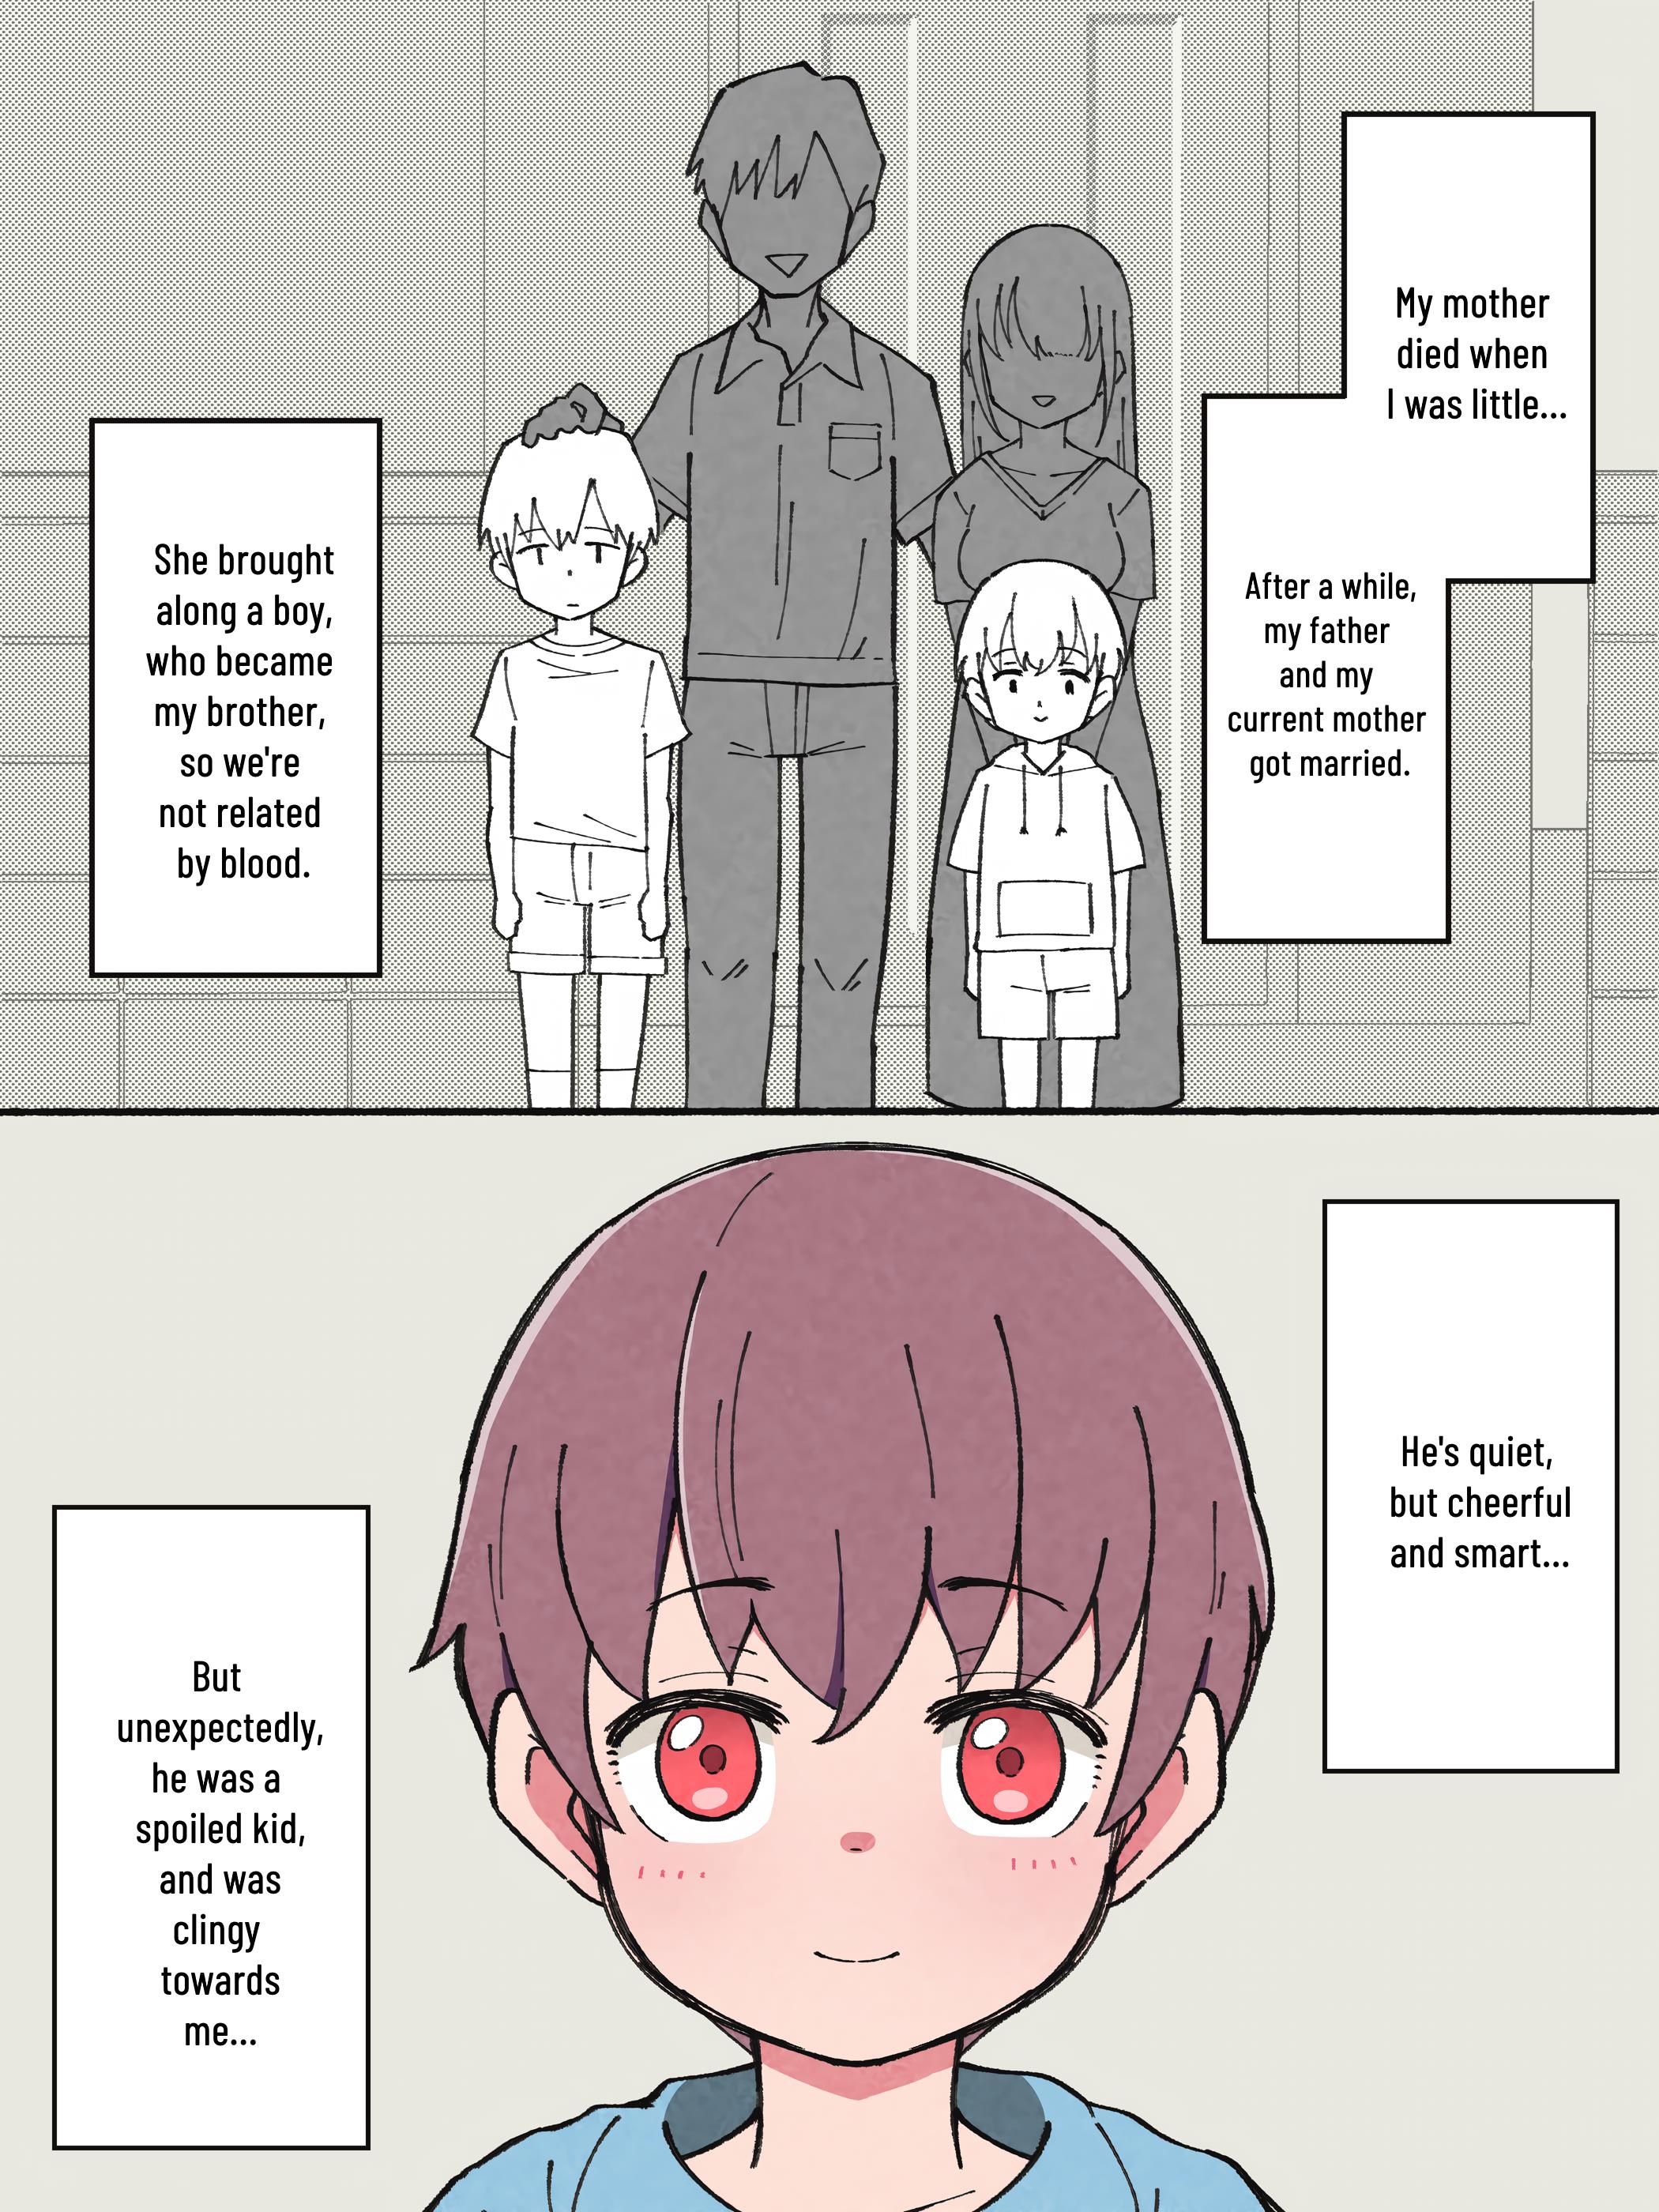 My mother
died when
I was little...
After a while,
my father
and my
current mother
got married.
She brought
along a boy,
who became
my brother,
so we're
not related
by blood.
He's quiet,
but cheerful
and smart...
But
unexpectedly,
he was a
spoiled kid,
and was
clingy
towards
me...